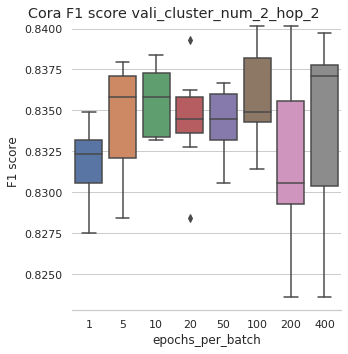 Cora F1 score vali_cluster_num_2_hop_2
0.8400
0.8375
0.8350
0.8325
0.8300
0.8275
0.8250
F1 score
1 5 10 20 50 100 200 400
epochs_per_batch